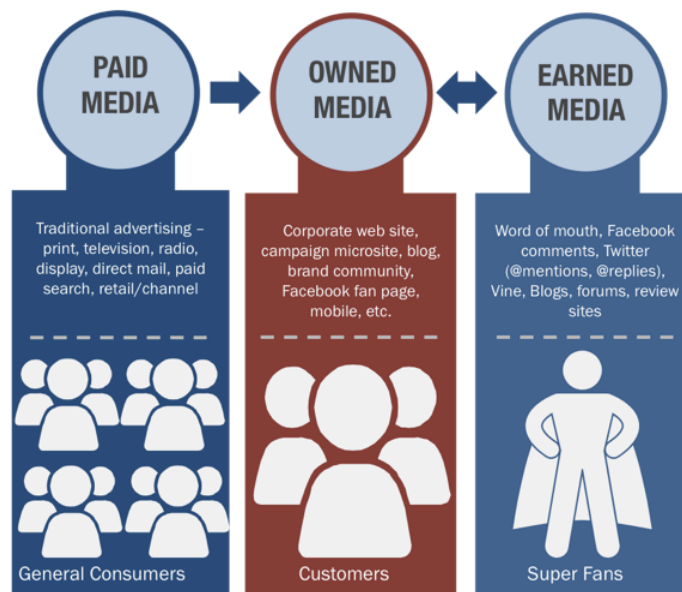 PAID
MEDIA
OWNED
MEDIA
EARNED
MEDIA
Traditional advertising –
print, television, radio,
display, direct mail, paid
search, retail/channel
Corporate web site,
campaign microsite, blog,
brand community,
Facebook fan page,
mobile, etc.
Word of mouth, Facebook
comments, Twitter
(@mentions, @replies),
Vine, Blogs, forums, review
sites
General Consumers
Customers
Super Fans